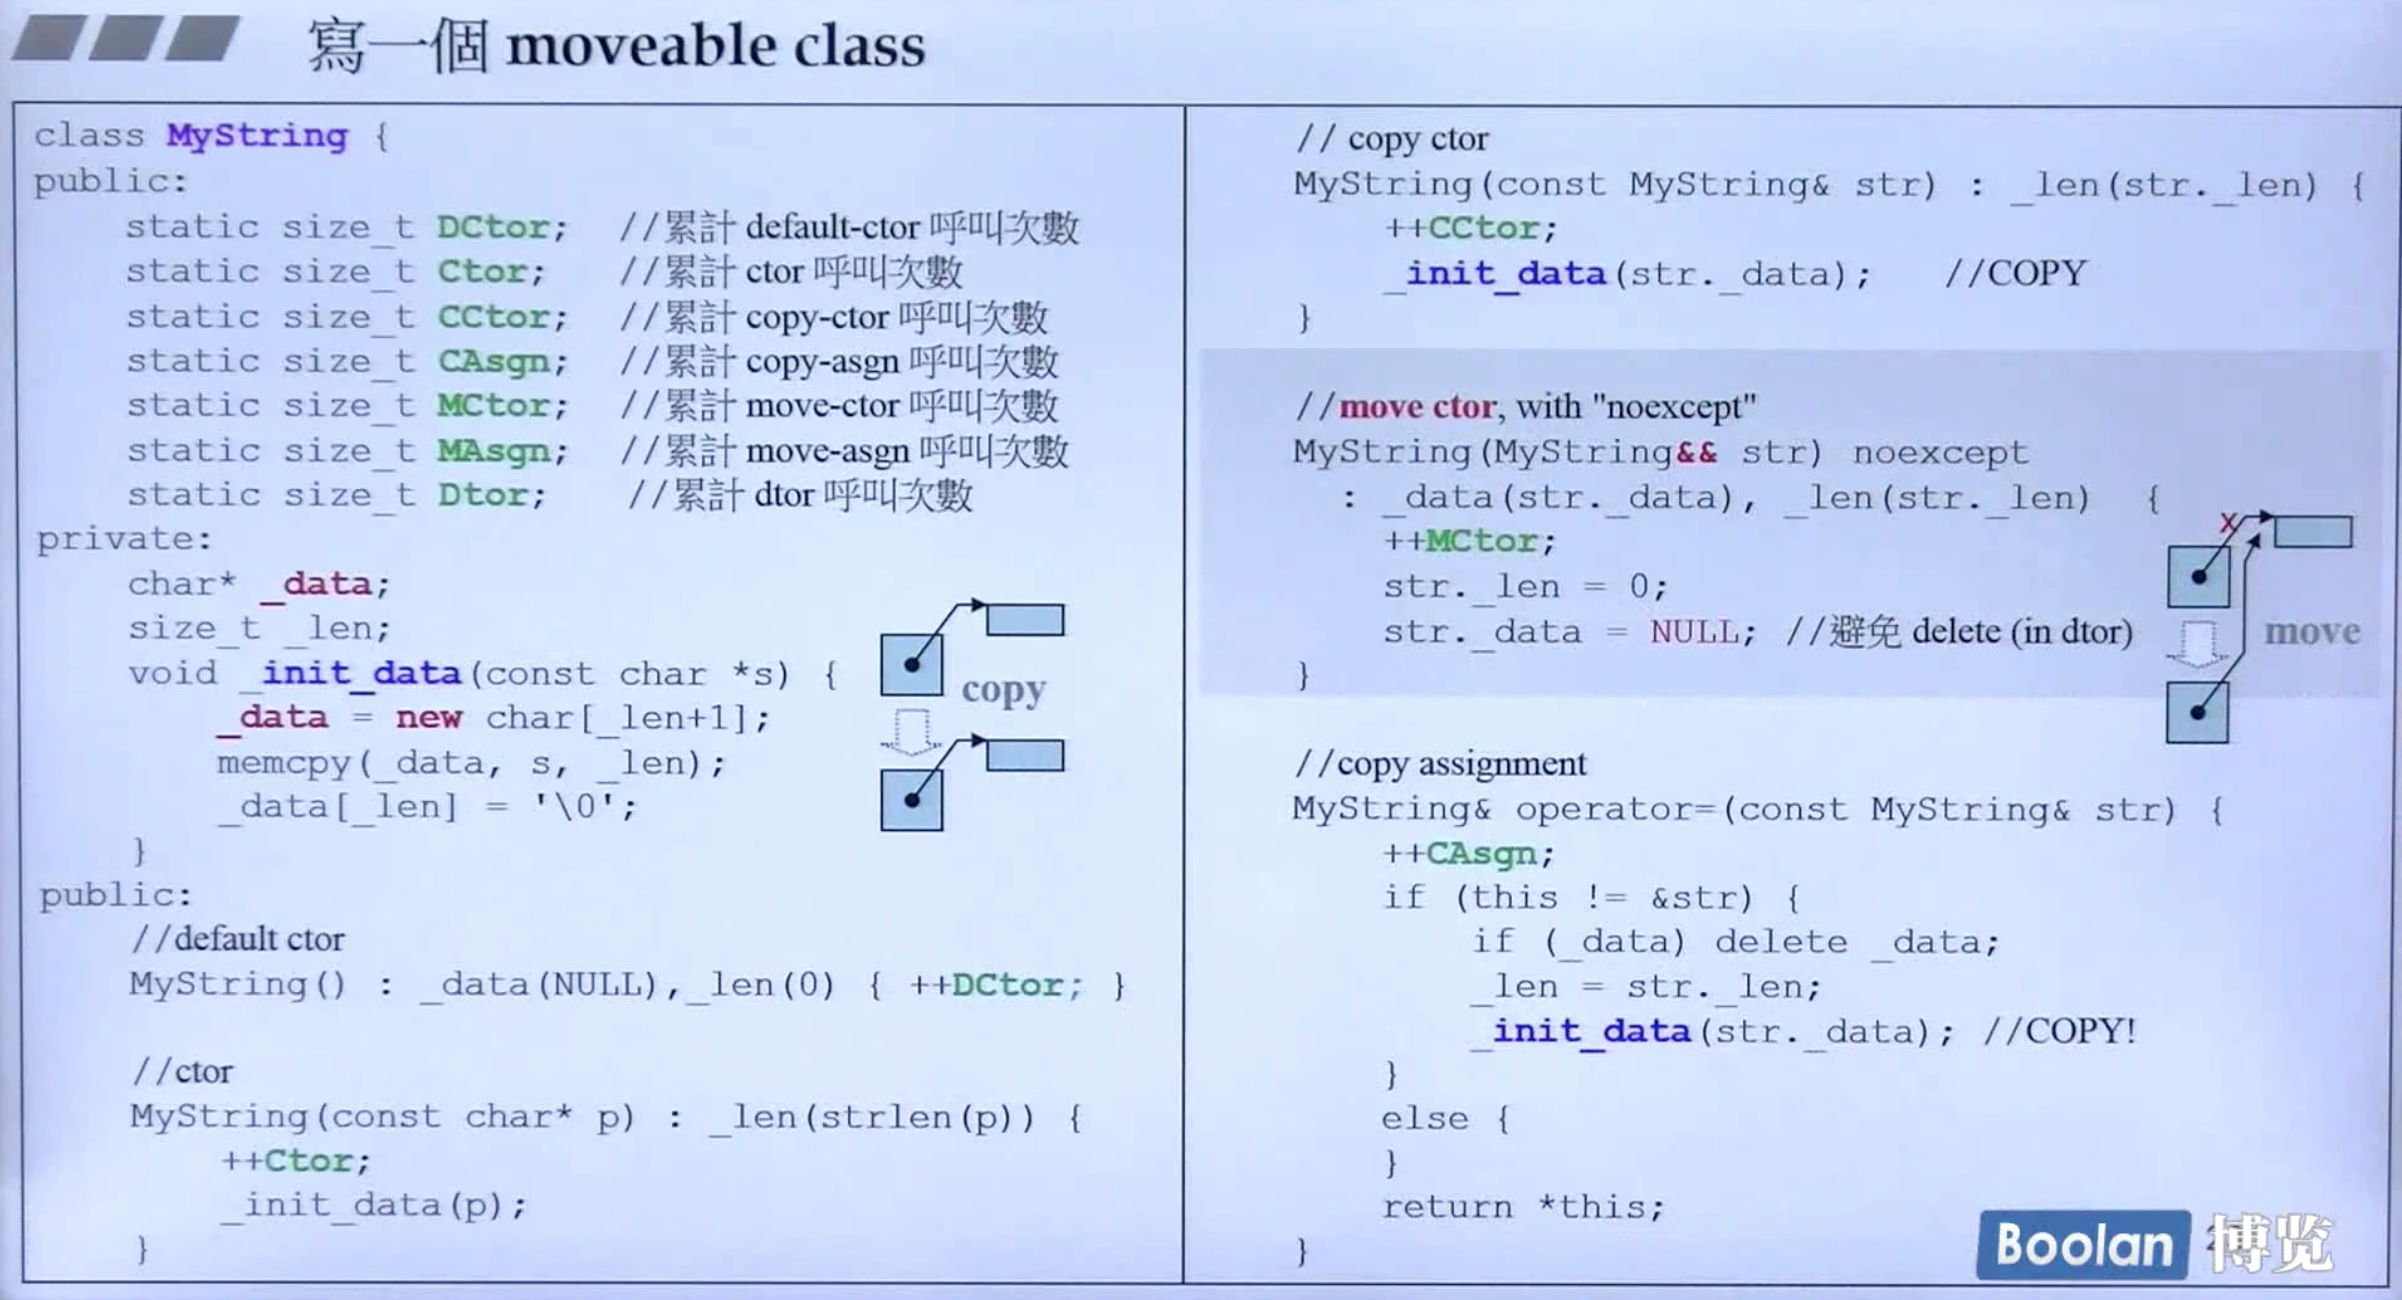 寫一個 moveable class
class MyString {
public:
    static size_t DCtor;   //累計 default-ctor 呼叫次數
    static size_t Ctor;    //累計 ctor 呼叫次數
    static size_t CCtor;   //累計 copy-ctor 呼叫次數
    static size_t CAsgn;   //累計 copy-asgn 呼叫次數
    static size_t MCtor;   //累計 move-ctor 呼叫次數
    static size_t MAsgn;   //累計 move-asgn 呼叫次數
    static size_t Dtor;    //累計 dtor 呼叫次數
private:
    char* _data;
    size_t _len;
    void _init_data(const char *s) {
        _data = new char[_len+1];
        memcpy(_data, s, _len);
        _data[_len] = '\0';
    }
copy
public:
    //default ctor
    MyString() : _data(NULL),_len(0) { ++DCtor; }
    //ctor
    MyString(const char* p) : _len(strlen(p)) {
        ++Ctor;
        _init_data(p);
    }
    // copy ctor
    MyString(const MyString& str) : _len(str._len) {
        ++CCtor;
        _init_data(str._data);   //COPY
    }
    //move ctor, with "noexcept"
    MyString(MyString&& str) noexcept
      : _data(str._data), _len(str._len)  {
        ++MCtor;
        str._len = 0;
        str._data = NULL; //避免 delete (in dtor)
    }
X
move
    //copy assignment
    MyString& operator=(const MyString& str) {
        ++CAsgn;
        if (this != &str) {
            if (_data) delete _data;
            _len = str._len;
            _init_data(str._data); //COPY!
        }
        else {
        }
        return *this;
    }
Boolan 博览